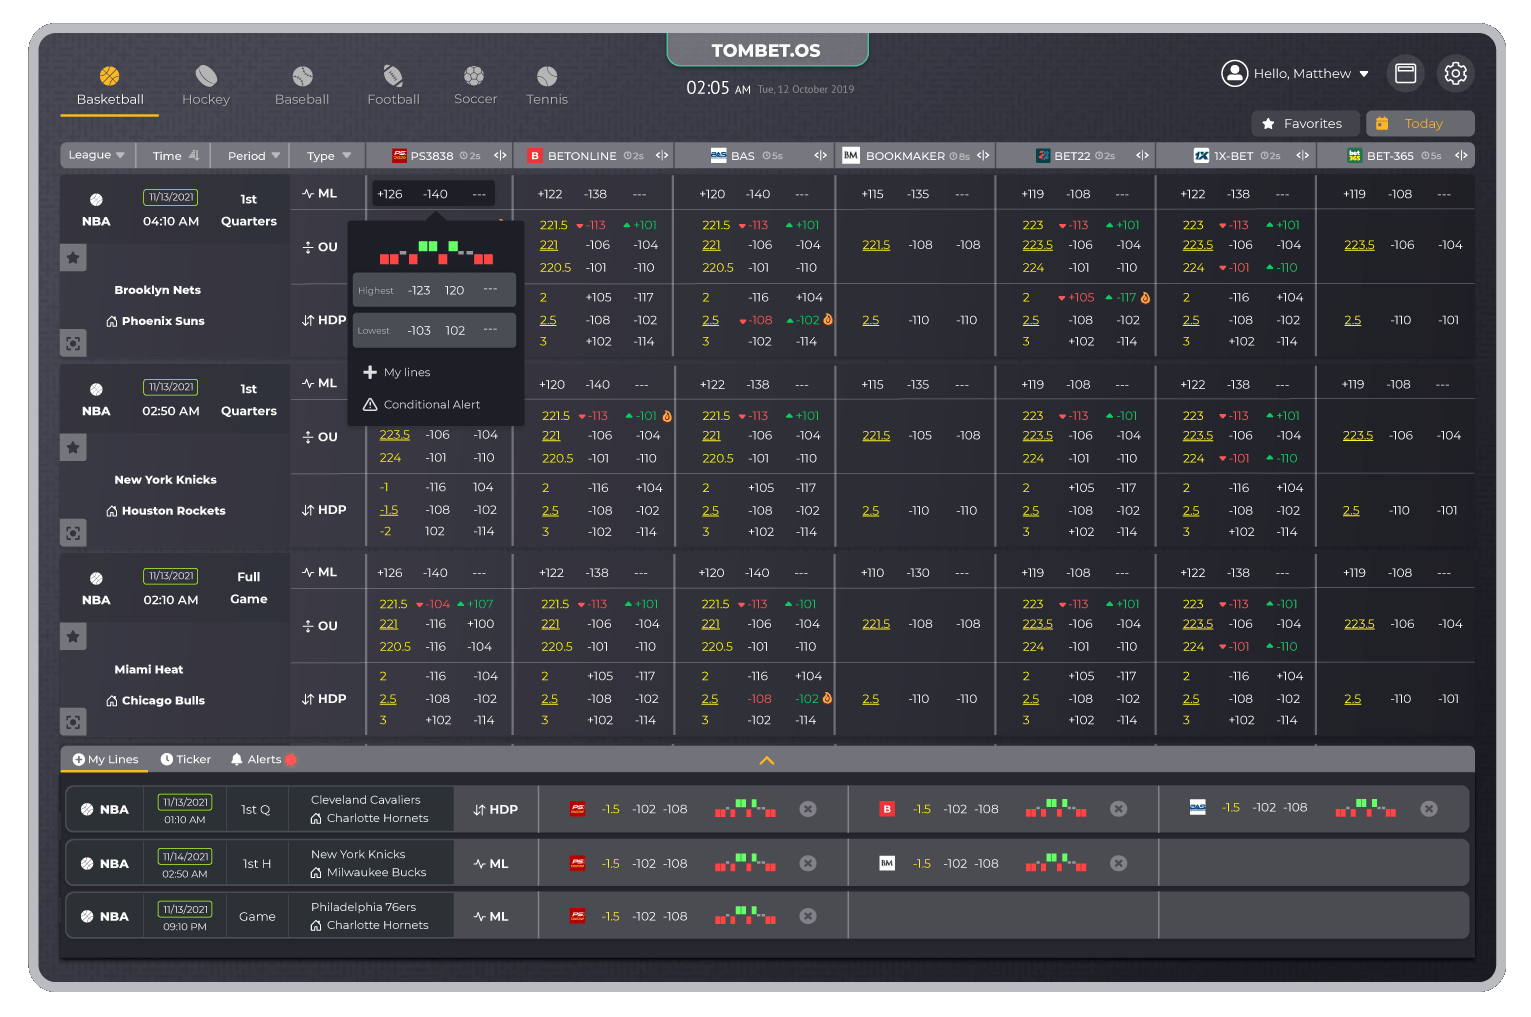 TOMBET.OS
02:05 AM Tue, 12 October 2019
Basketball Hockey Baseball Football Soccer Tennis
Hello, Matthew
Favorites Today
League Time Period Type PS3838 2s BETONLINE 2s BAS 5s BM BOOKMAKER 8s BET22 2s 1X-BET 2s bet365 BET-365 5s
NBA 11/13/2021 04:10 AM 1st Quarters
Brooklyn Nets
Phoenix Suns
ML +126 -140 --- +122 -138 --- +120 -140 --- +115 -135 --- +119 -108 --- +122 -138 --- +119 -108 ---
OU
221.5 -113 +101 221.5 -113 +101 223 -113 +101 223 -113 +101
221 -106 -104 221 -106 -104 221.5 -108 -108 223.5 -106 -104 223.5 -106 -104 223.5 -106 -104
220.5 -101 -110 220.5 -101 -110 224 -101 -110 224 -101 -110
HDP
2 +105 -117 2 -116 +104 2 +105 -117 2 -116 +104
2.5 -108 -102 2.5 -108 -102 2.5 -110 -110 2.5 -108 -102 2.5 -108 -102 2.5 -110 -101
3 +102 -114 3 -102 -114 3 +102 -114 3 +102 -114
Highest -123 120 ---
Lowest -103 102 ---
My lines
Conditional Alert
NBA 11/13/2021 02:50 AM 1st Quarters
New York Knicks
Houston Rockets
ML +120 -140 --- +122 -138 --- +115 -135 --- +119 -108 --- +122 -138 --- +119 -108 ---
OU
221.5 -113 -101 221.5 -113 +101 223 -113 -101 223 -113 +101
223.5 -106 -104 221 -106 -104 221 -106 -104 221.5 -105 -108 223.5 -106 -104 223.5 -106 -104 223.5 -106 -104
224 -101 -110 220.5 -101 -110 220.5 -101 -110 224 -101 -110 224 -101 -110
HDP
-1 -116 104 2 -116 +104 2 +105 -117 2 +105 -117 2 -116 +104
-1.5 -108 -102 2.5 -108 -102 2.5 -108 -102 2.5 -110 -110 2.5 -108 -102 2.5 -108 -102 2.5 -110 -101
-2 102 -114 3 -102 -114 3 +102 -114 3 +102 -114 3 +102 -114
NBA 11/13/2021 02:10 AM Full Game
Miami Heat
Chicago Bulls
ML +126 -140 --- +122 -138 --- +120 -140 --- +110 -130 --- +119 -108 --- +122 -138 --- +119 -108 ---
OU
221.5 -104 +107 221.5 -113 +101 221.5 -113 -101 223 -113 +101 223 -113 -101
221 -116 +100 221 -106 -104 221 -106 -104 221.5 -108 -108 223.5 -106 -104 223.5 -106 -104 223.5 -106 -104
220.5 -116 -104 220.5 -101 -110 220.5 -101 -110 224 -101 -110 224 -101 -110
HDP
2 -116 -104 2 +105 -117 2 -116 +104 2 +105 -117 2 -116 +104
2.5 -108 -102 2.5 -108 -102 2.5 -108 -102 2.5 -110 -110 2.5 -108 -102 2.5 -108 -102 2.5 -110 -101
3 +102 -114 3 +102 -114 3 -102 -114 3 +102 -114 3 +102 -114
My Lines Ticker Alerts
NBA 11/13/2021 01:10 AM 1st Q Cleveland Cavaliers Charlotte Hornets HDP PS -1.5 -102 -108 B -1.5 -102 -108 BAS -1.5 -102 -108
NBA 11/14/2021 02:50 AM 1st H New York Knicks Milwaukee Bucks ML PS -1.5 -102 -108 BM -1.5 -102 -108
NBA 11/13/2021 09:10 PM Game Philadelphia 76ers Charlotte Hornets ML PS -1.5 -102 -108